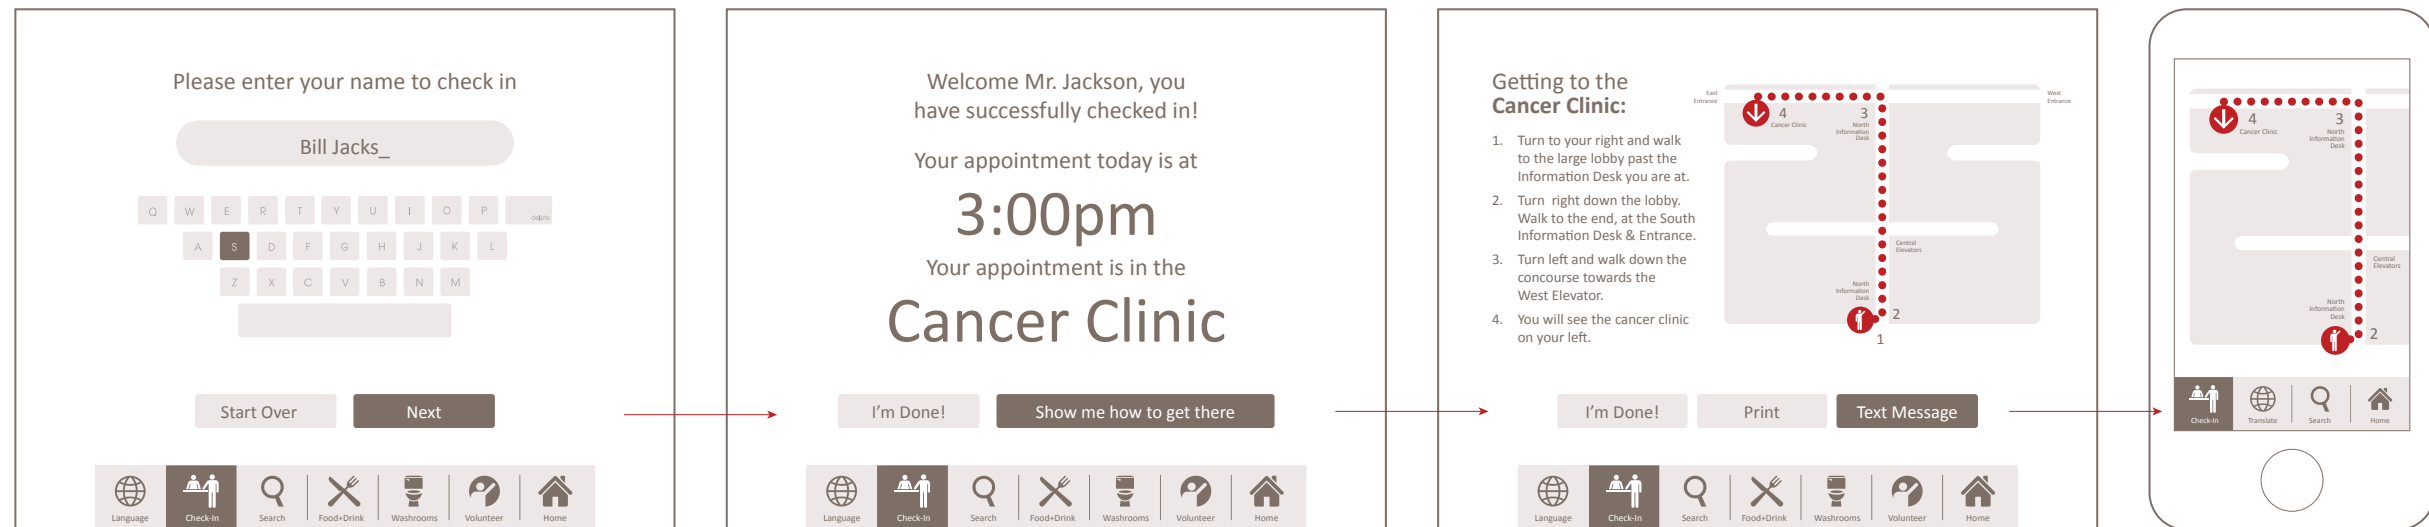 Please enter your name to check in
Bill Jacks_
Q W E R T Y U I O P delete
A S D F G H J K L
Z X C V B N M
Start Over
Next
Language
Check-In
Search
Food+Drink
Washrooms
Volunteer
Home
Welcome Mr. Jackson, you
have successfully checked in!
Your appointment today is at
3:00pm
Your appointment is in the
Cancer Clinic
I'm Done!
Show me how to get there
Language
Check-In
Search
Food+Drink
Washrooms
Volunteer
Home
Getting to the
Cancer Clinic:
1. Turn to your right and walk
to the large lobby past the
Information Desk you are at.
2. Turn right down the lobby.
Walk to the end, at the South
Information Desk & Entrance.
3. Turn left and walk down the
concourse towards the
West Elevator.
4. You will see the cancer clinic
on your left.
East
Entrance
West
Entrance
4
Cancer Clinic
3
North
Information
Desk
Central
Elevators
North
Information
Desk
2
1
I'm Done!
Print
Text Message
Language
Check-In
Search
Food+Drink
Washrooms
Volunteer
Home
4
Cancer Clinic
3
North
Information
Desk
Central
Elevators
North
Information
Desk
2
Check-In
Translate
Search
Home